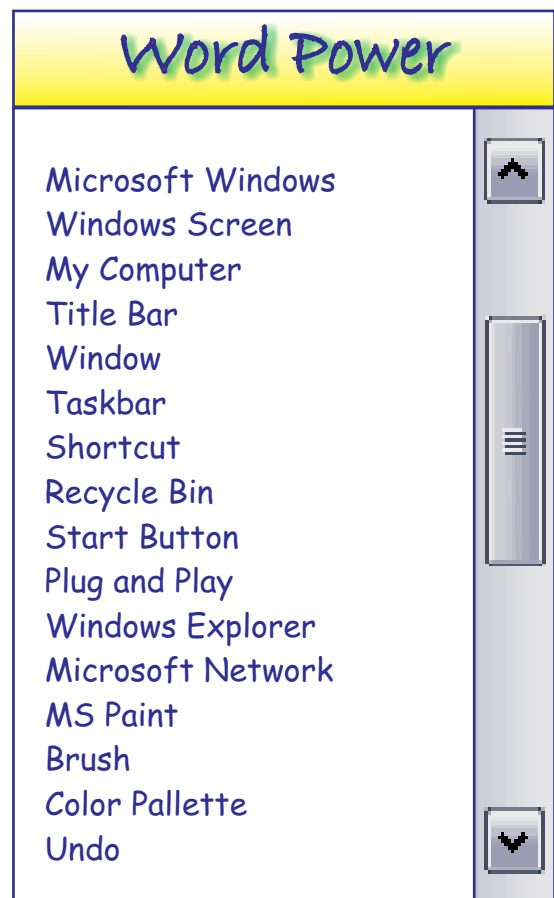 Word Power
Microsoft Windows
Windows Screen
My Computer
Title Bar
Window
Taskbar
Shortcut
Recycle Bin
Start Button
Plug and Play
Windows Explorer
Microsoft Network
MS Paint
Brush
Color Pallette
Undo